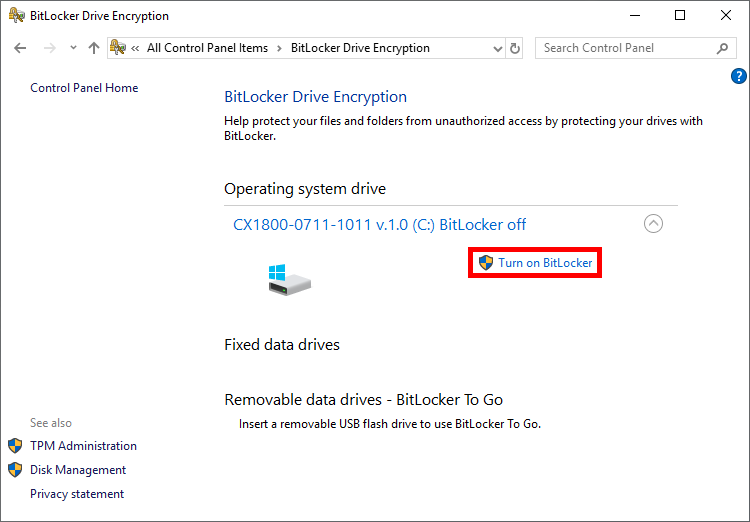 BitLocker Drive Encryption
« All Control Panel Items › BitLocker Drive Encryption
Search Control Panel
?
Control Panel Home
BitLocker Drive Encryption
Help protect your files and folders from unauthorized access by protecting your drives with
BitLocker.
Operating system drive
CX1800-0711-1011 v.1.0 (C:) BitLocker off
Turn on BitLocker
Fixed data drives
Removable data drives - BitLocker To Go
Insert a removable USB flash drive to use BitLocker To Go.
See also
TPM Administration
Disk Management
Privacy statement